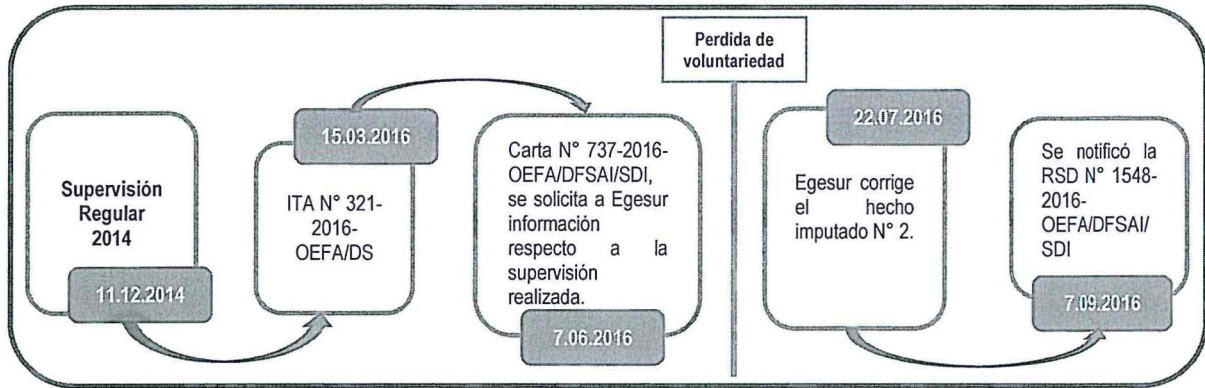 Perdida de
voluntariedad
Supervisión
Regular
2014
11.12.2014
15.03.2016
ITA N° 321-
2016-
OEFA/DS
Carta N° 737-2016-
OEFA/DFSAI/SDI,
se solicita a Egesur
información
respecto a la
supervisión
realizada.
7.06.2016
22.07.2016
Egesur corrige
el hecho
imputado N° 2.
Se notificó la
RSD N° 1548-
2016-
OEFA/DFSAI/
SDI
7.09.2016